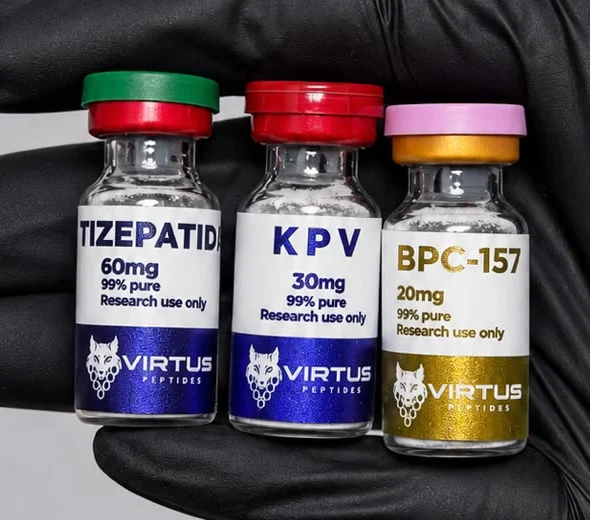 TIZEPATIDA
60mg
99% pure
Research use only
VIRTUS
PEPTIDES
KPV
30mg
99% pure
Research use only
VIRTUS
PEPTIDES
BPC-157
20mg
99% pure
Research use only
VIRTUS
PEPTIDES